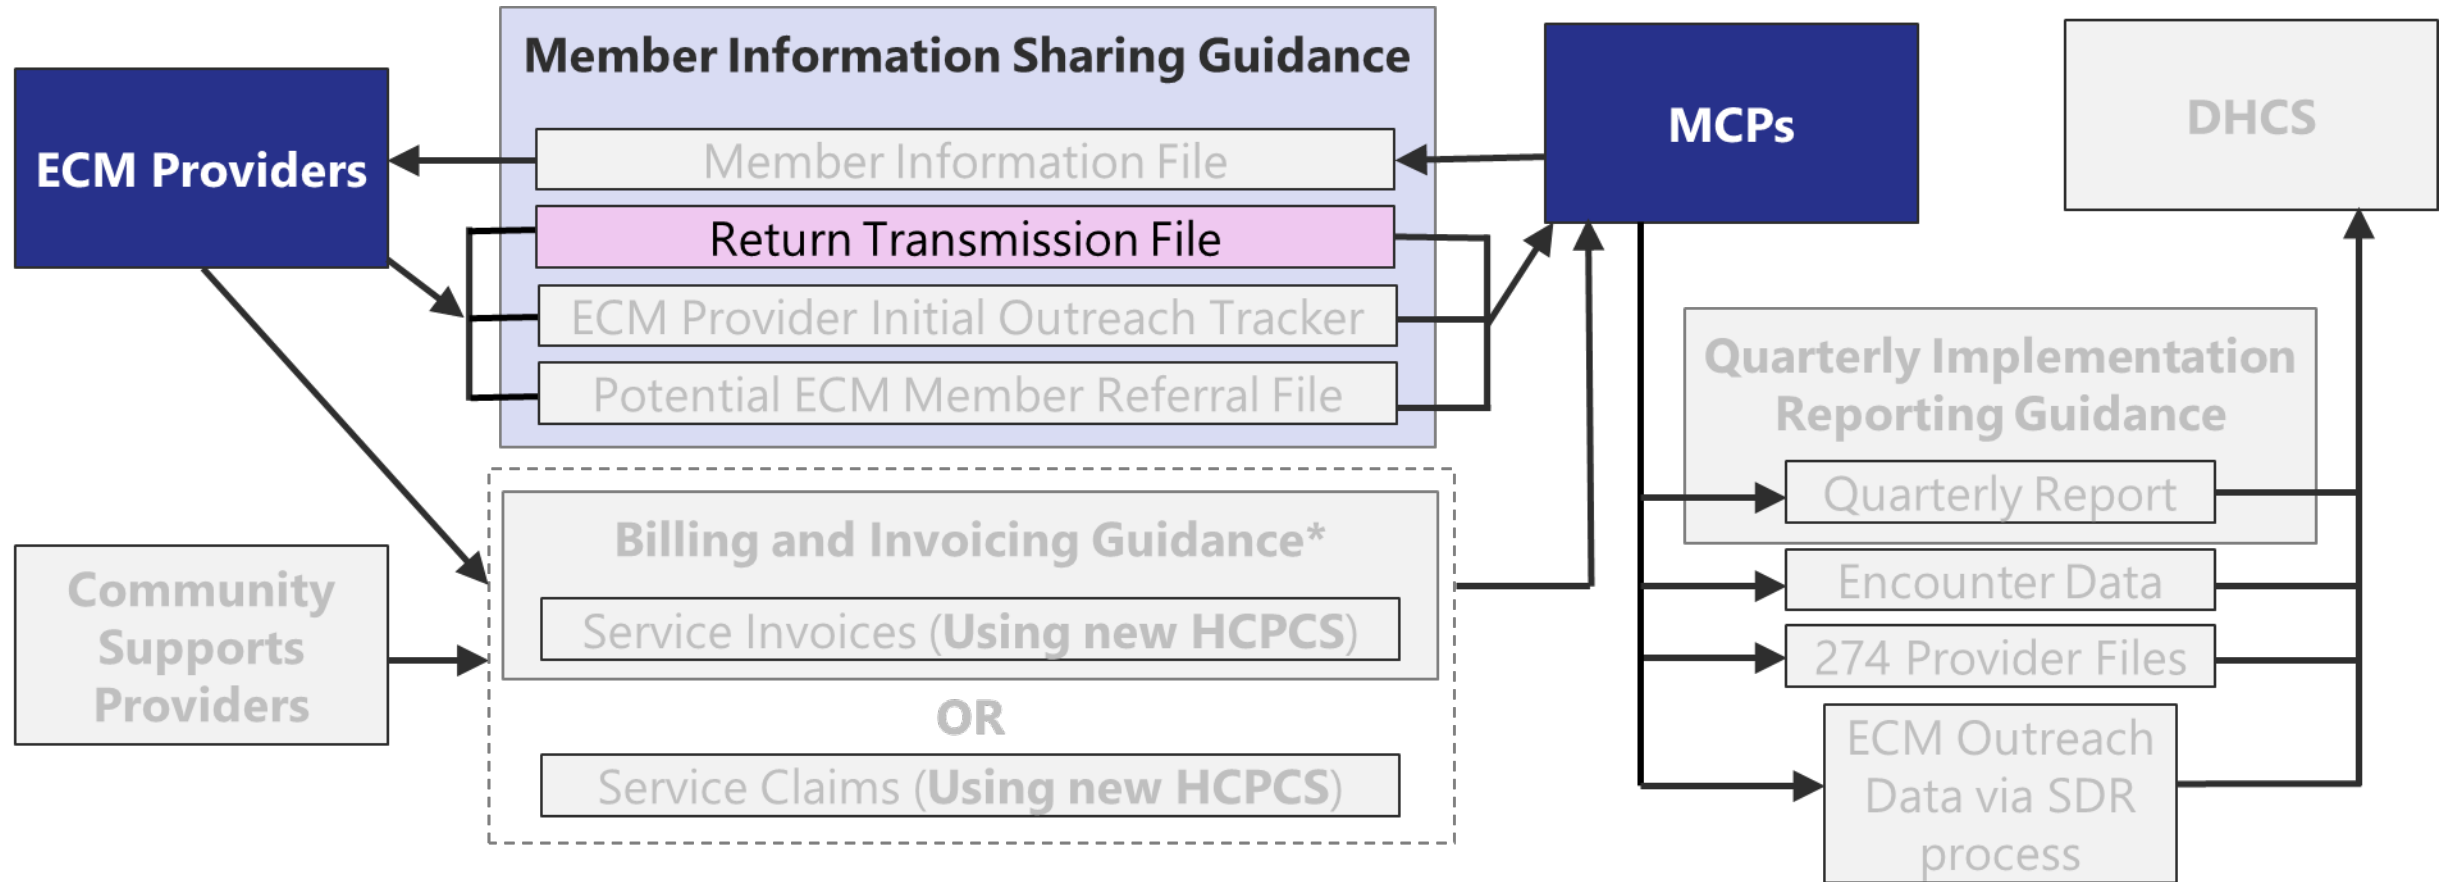 Member Information Sharing Guidance
ECM Providers
Member Information File
Return Transmission File
ECM Provider Initial Outreach Tracker
Potential ECM Member Referral File
MCPs
DHCS
Community
Supports
Providers
Billing and Invoicing Guidance*
Service Invoices (Using new HCPCS)
OR
Service Claims (Using new HCPCS)
Quarterly Implementation
Reporting Guidance
Quarterly Report
Encounter Data
274 Provider Files
ECM Outreach
Data via SDR
process